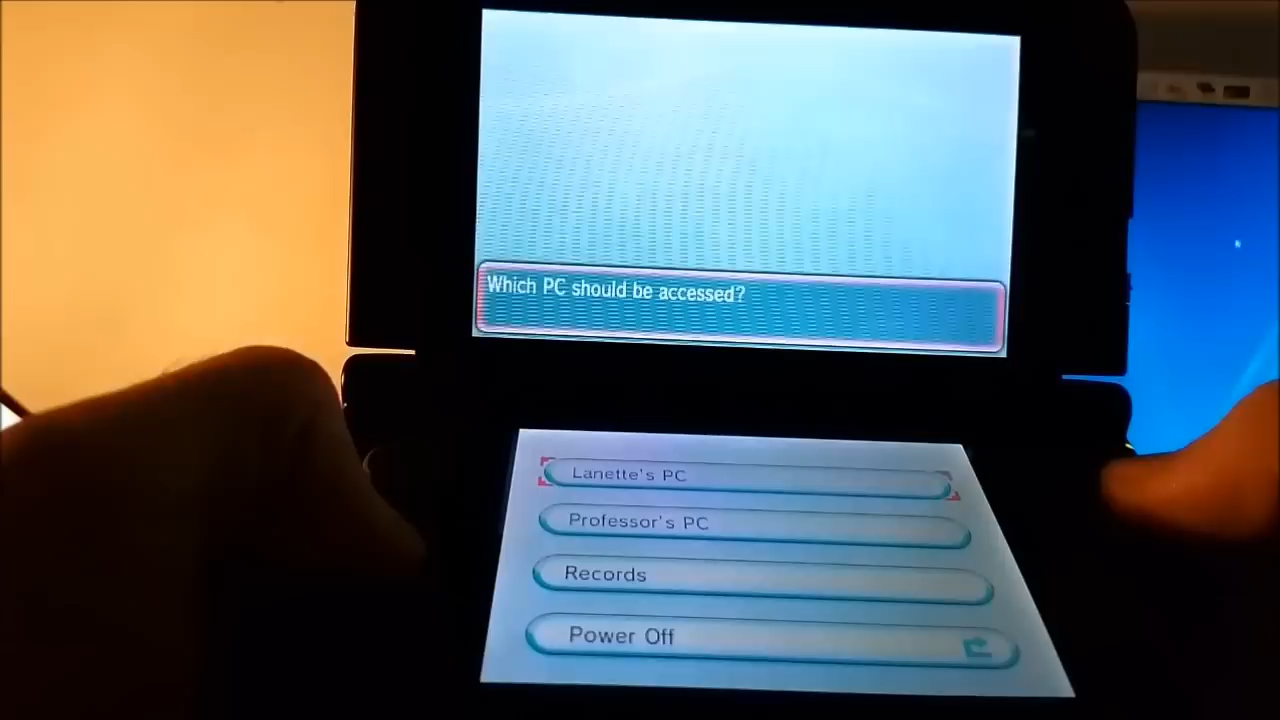 Which PC should be accessed?
Lanette's PC
Professor's PC
Records
Power Off